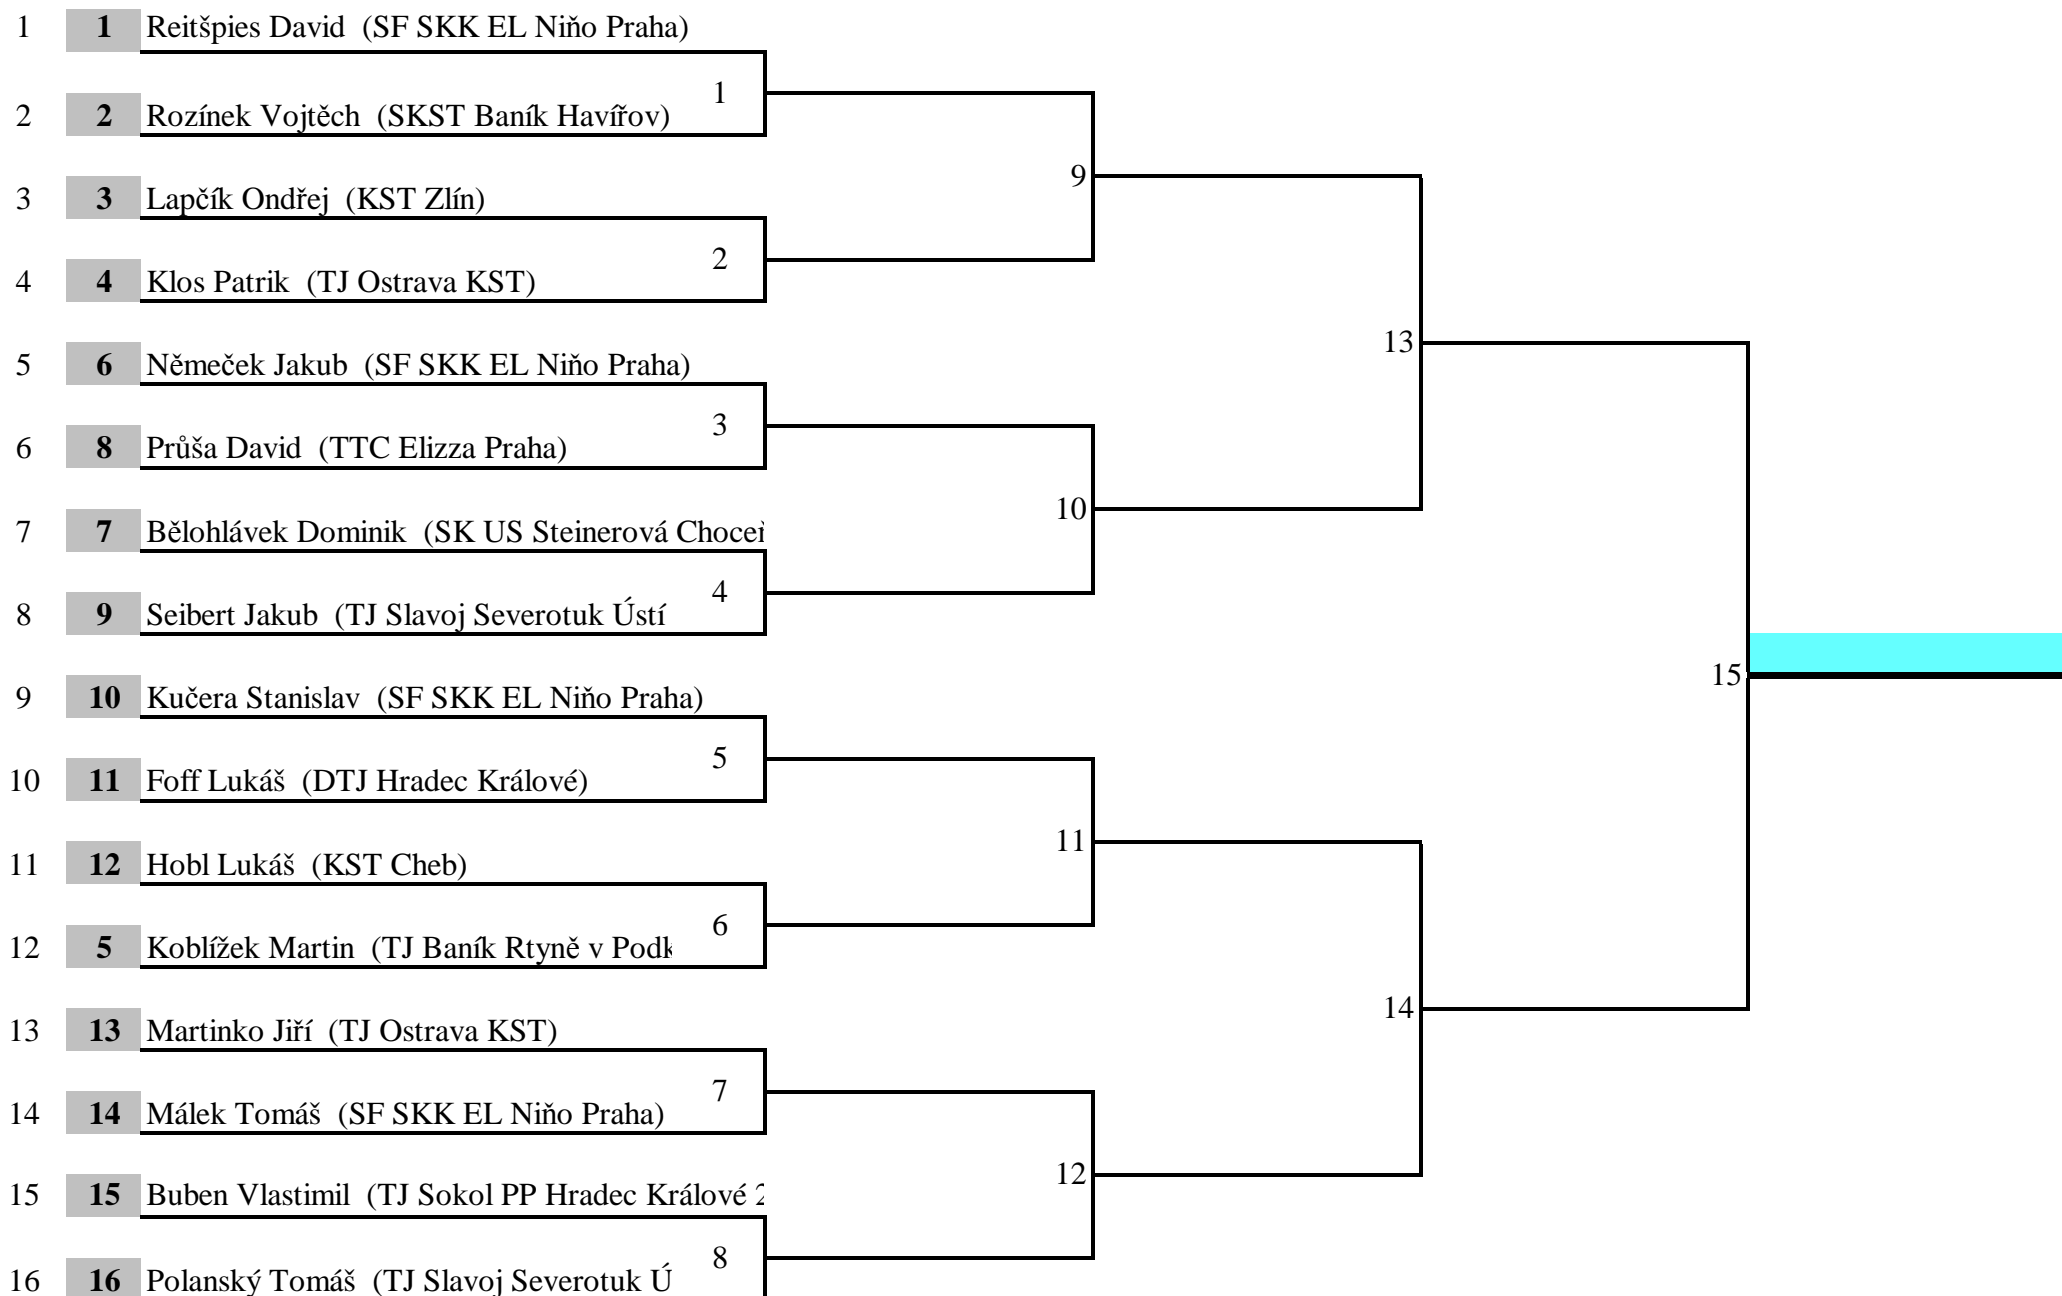 1 1 Reitšpies David (SF SKK EL Niňo Praha)
1
2 2 Rozínek Vojtěch (SKST Baník Havířov)
9
3 3 Lapčík Ondřej (KST Zlín)
2
4 4 Klos Patrik (TJ Ostrava KST)
13
5 6 Němeček Jakub (SF SKK EL Niňo Praha)
3
6 8 Průša David (TTC Elizza Praha)
10
7 7 Bělohlávek Dominik (SK US Steinerová Choceň
4
8 9 Seibert Jakub (TJ Slavoj Severotuk Ústí
15
9 10 Kučera Stanislav (SF SKK EL Niňo Praha)
5
10 11 Foff Lukáš (DTJ Hradec Králové)
11
11 12 Hobl Lukáš (KST Cheb)
6
12 5 Koblížek Martin (TJ Baník Rtyně v Podk
14
13 13 Martinko Jiří (TJ Ostrava KST)
7
14 14 Málek Tomáš (SF SKK EL Niňo Praha)
12
15 15 Buben Vlastimil (TJ Sokol PP Hradec Králové 2
8
16 16 Polanský Tomáš (TJ Slavoj Severotuk Ú